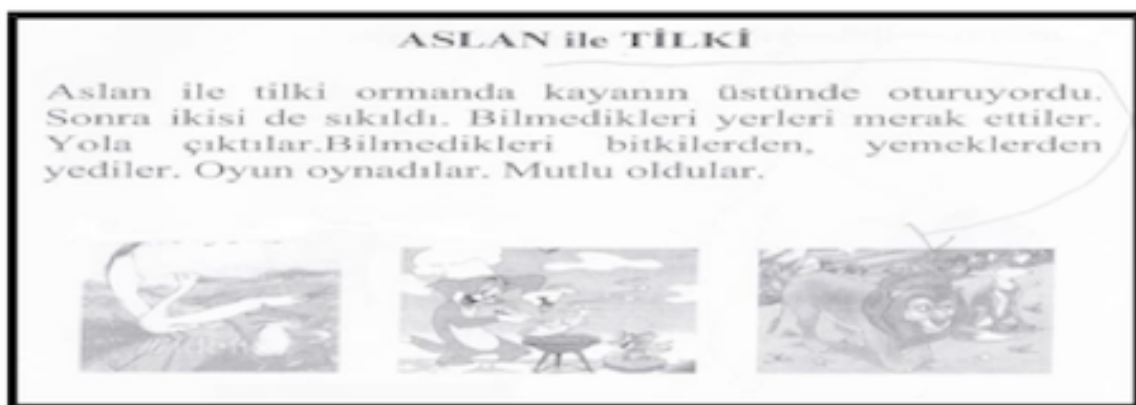 ASLAN ile TİLKİ
Aslan ile tilki ormanda kayanın üstünde oturuyordu.
Sonra ikisi de sıkıldı. Bilmedikleri yerleri merak ettiler.
Yola çıktılar.Bilmedikleri bitkilerden, yemeklerden
yediler. Oyun oynadılar. Mutlu oldular.